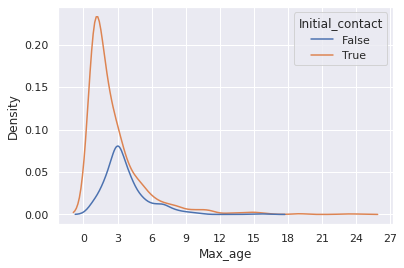 Initial_contact
False
True
0.20
0.15
0.10
0.05
0.00
Density
0 3 6 9 12 15 18 21 24 27
Max_age